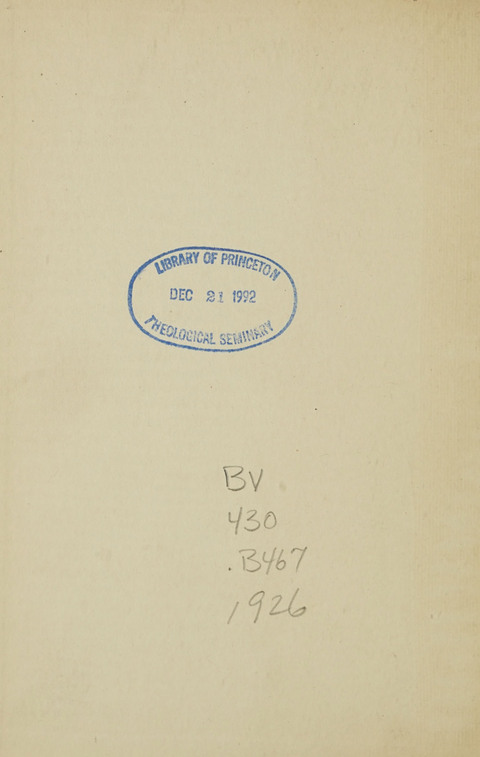 LIBRARY OF PRINCETON
DEC 21 1992
THEOLOGICAL SEMINARY
BV
430
.B467
1926